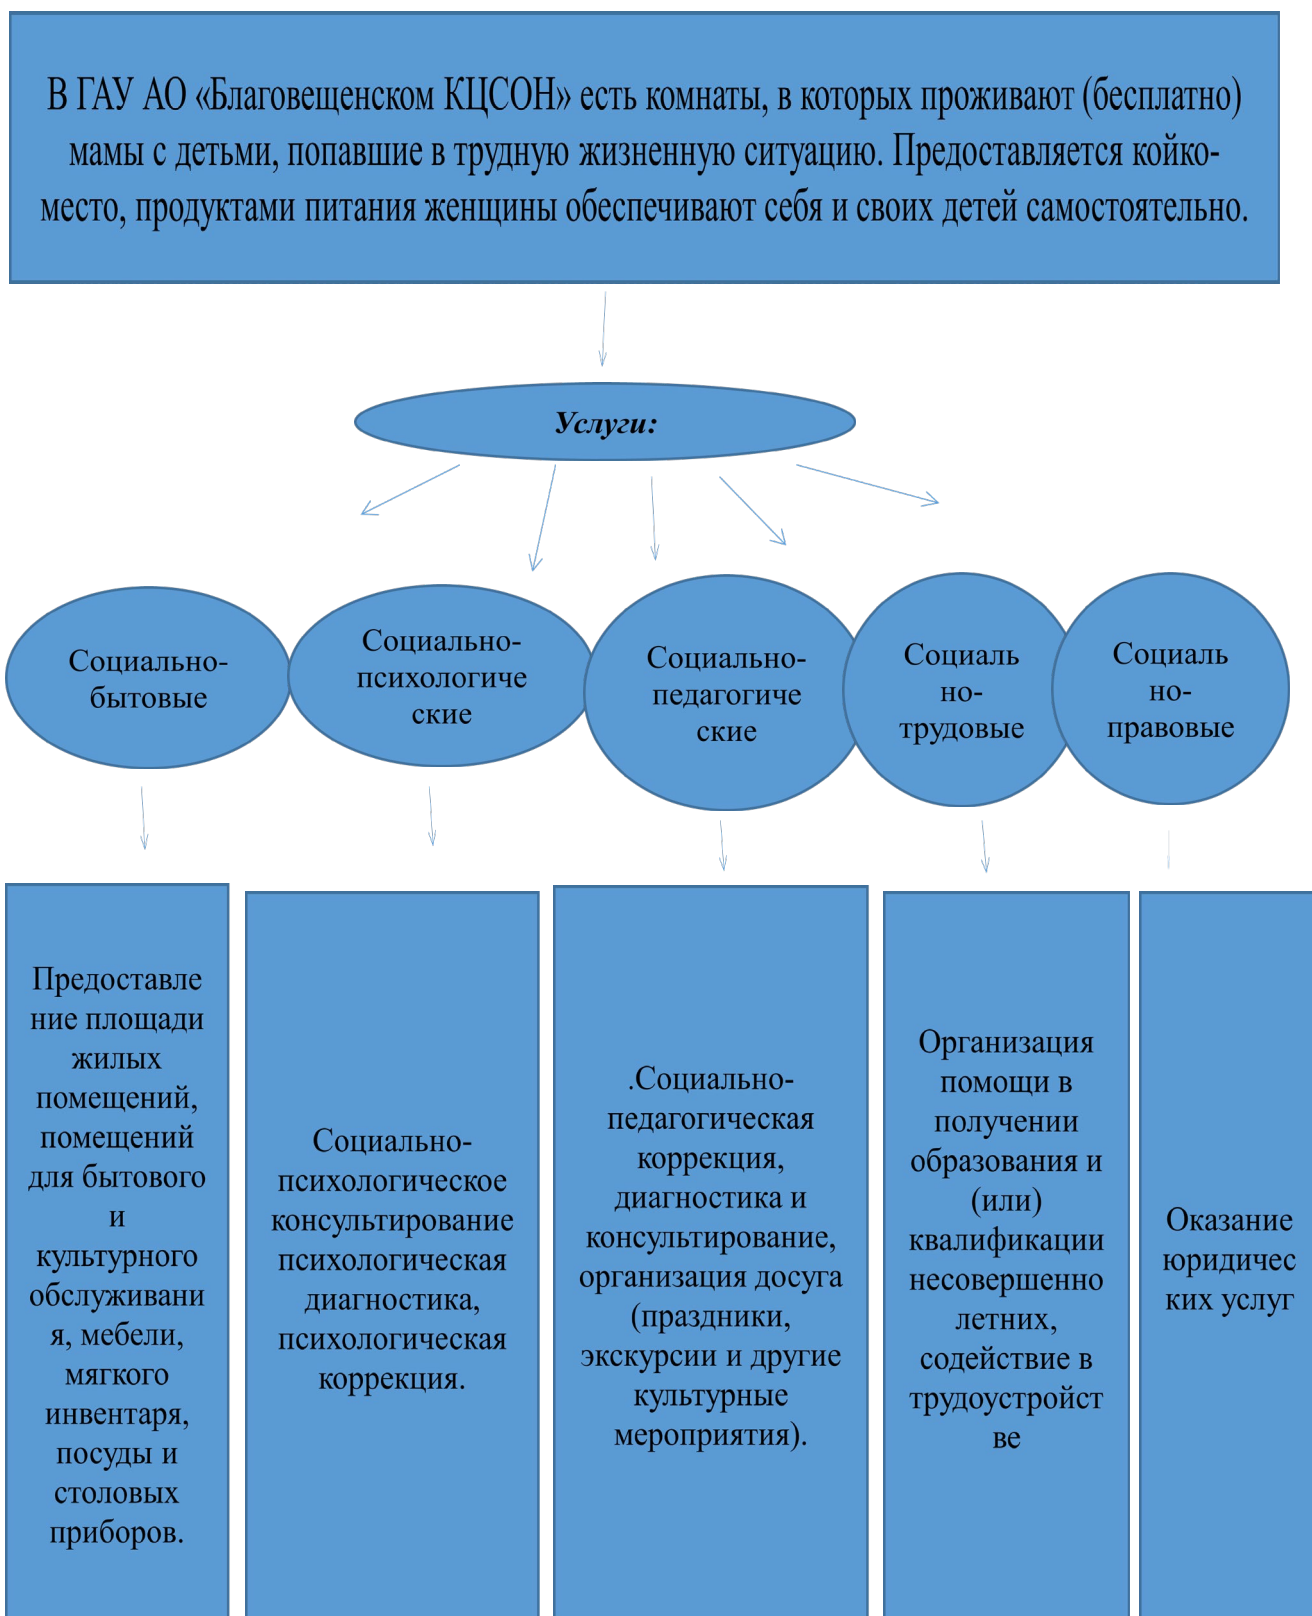 В ГАУ АО «Благовещенском КЦСОН» есть комнаты, в которых проживают (бесплатно)
мамы с детьми, попавшие в трудную жизненную ситуацию. Предоставляется койко-
место, продуктами питания женщины обеспечивают себя и своих детей самостоятельно.
Услуги:
Социально-
бытовые
Социально-
психологиче
ские
Социально-
педагогиче
ские
Социаль
но-
трудовые
Социаль
но-
правовые
Предоставле
ние площади
жилых
помещений,
помещений
для бытового
и
культурного
обслуживани
я, мебели,
мягкого
инвентаря,
посуды и
столовых
приборов.
Социально-
психологическое
консультирование
психологическая
диагностика,
психологическая
коррекция.
.Социально-
педагогическая
коррекция,
диагностика и
консультирование,
организация досуга
(праздники,
экскурсии и другие
культурные
мероприятия).
Организация
помощи в
получении
образования и
(или)
квалификации
несовершенно
летних,
содействие в
трудоустройст
ве
Оказание
юридичес
ких услуг